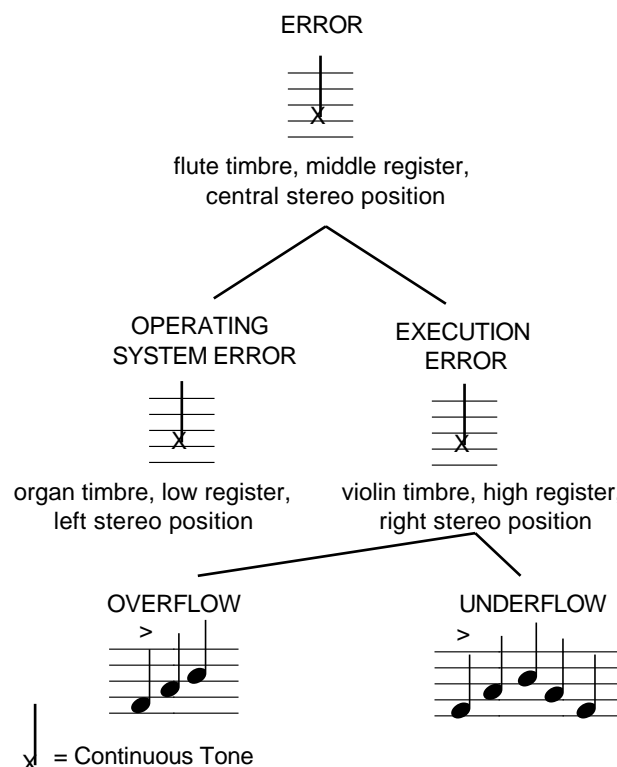 ERROR
X
flute timbre, middle register,
central stereo position
OPERATING
SYSTEM ERROR
X
organ timbre, low register,
left stereo position
EXECUTION
ERROR
X
violin timbre, high register,
right stereo position
OVERFLOW
>
UNDERFLOW
>
X = Continuous Tone